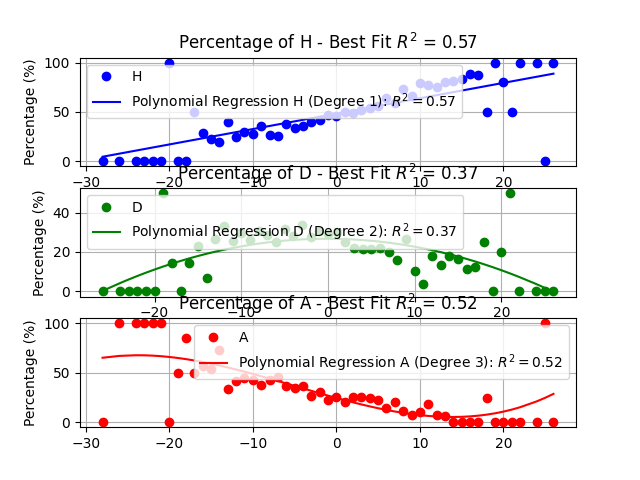 Percentage of H - Best Fit R² = 0.57
Percentage (%)
100
50
0
H
Polynomial Regression H (Degree 1): R² = 0.57
−30 −20 −10 0 10 20
Percentage of D - Best Fit R² = 0.37
Percentage (%)
40
20
0
D
Polynomial Regression D (Degree 2): R² = 0.37
−20 −10 0 10 20
Percentage of A - Best Fit R² = 0.52
Percentage (%)
100
50
0
A
Polynomial Regression A (Degree 3): R² = 0.52
−30 −20 −10 0 10 20